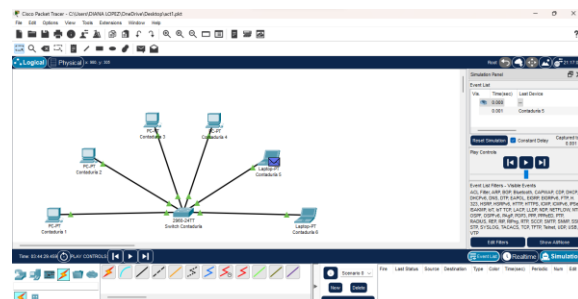 Cisco Packet Tracer - C:\Users\DIANA LOPEZ\OneDrive\Desktop\act1.pkt
File Edit Options View Tools Extensions Window Help
Logical
Physical
Root
Simulation Panel
Event List
Vis. Time(sec) Last Device
0.000 --
0.001 Contaduria 5
Reset Simulation Constant Delay Captured to
0.001
Play Controls
PC-PT
Contaduria 3
PC-PT
Contaduria 4
PC-PT
Contaduria 2
Laptop-PT
Contaduria 5
PC-PT
Contaduria 1
2960-24TT
Switch Contaduria
Laptop-PT
Contaduria 6
Event List Filters - Visible Events
Edit Filters Show All/None
PLAY CONTROLS
Event List Realtime Simulation
Scenario 0
New Delete
Fire Last Status Source Destination Type Color Time(sec) Periodic Num Edit